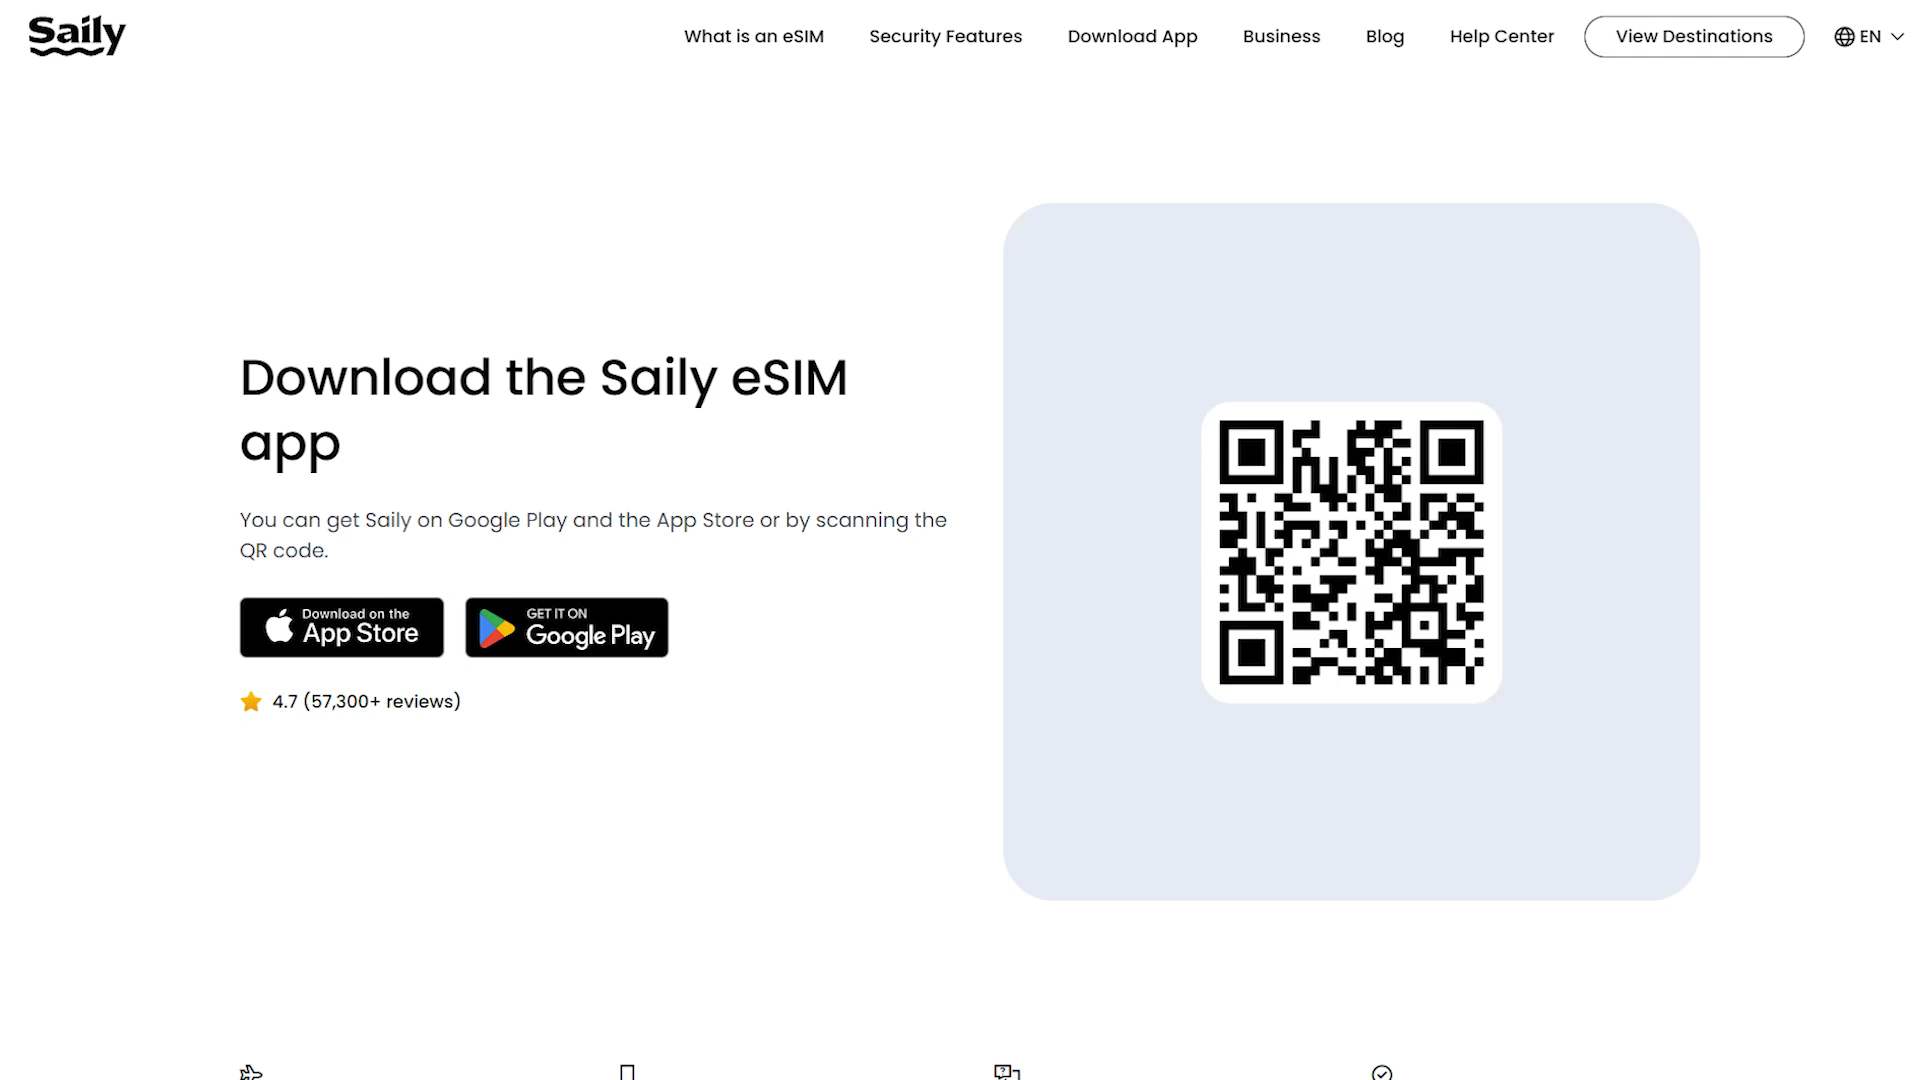 Saily
What is an eSIM
Security Features
Download App
Business
Blog
Help Center
View Destinations
EN
Download the Saily eSIM
app
You can get Saily on Google Play and the App Store or by scanning the
QR code.
Download on the
App Store
GET IT ON
Google Play
4.7 (57,300+ reviews)
?